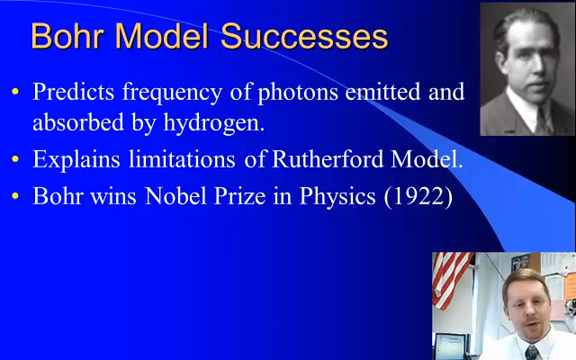 Bohr Model Successes
• Predicts frequency of photons emitted and
absorbed by hydrogen.
• Explains limitations of Rutherford Model.
• Bohr wins Nobel Prize in Physics (1922)